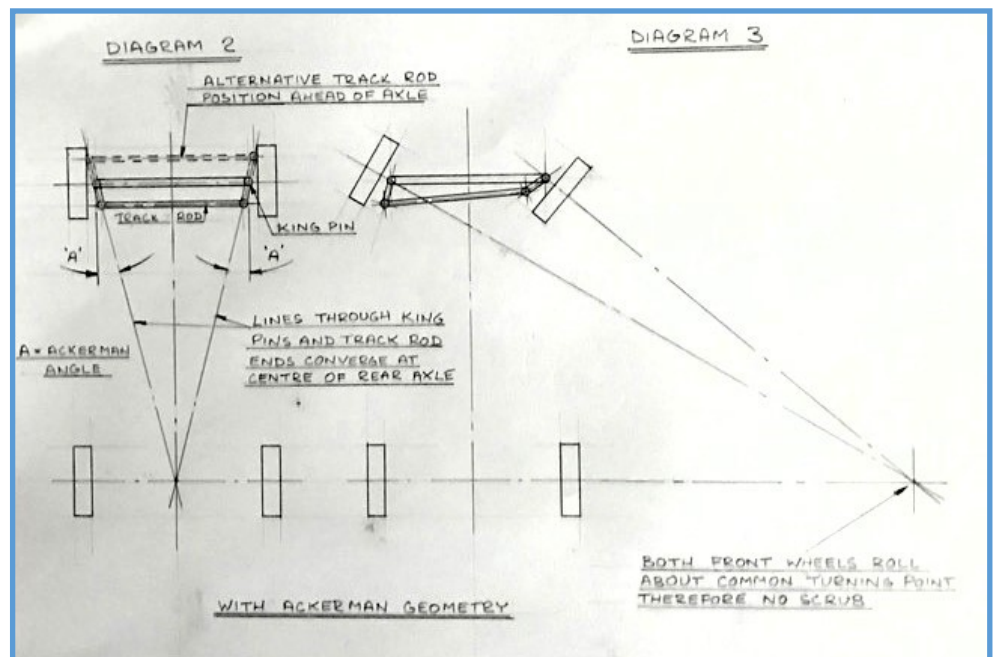 DIAGRAM 2
DIAGRAM 3
ALTERNATIVE TRACK ROD
POSITION AHEAD OF AXLE
TRACK ROD
KING PIN
'A'
'A'
A = ACKERMAN
ANGLE
LINES THROUGH KING
PINS AND TRACK ROD
ENDS CONVERGE AT
CENTRE OF REAR AXLE
BOTH FRONT WHEELS ROLL
ABOUT COMMON TURNING POINT
THEREFORE NO SCRUB
WITH ACKERMAN GEOMETRY